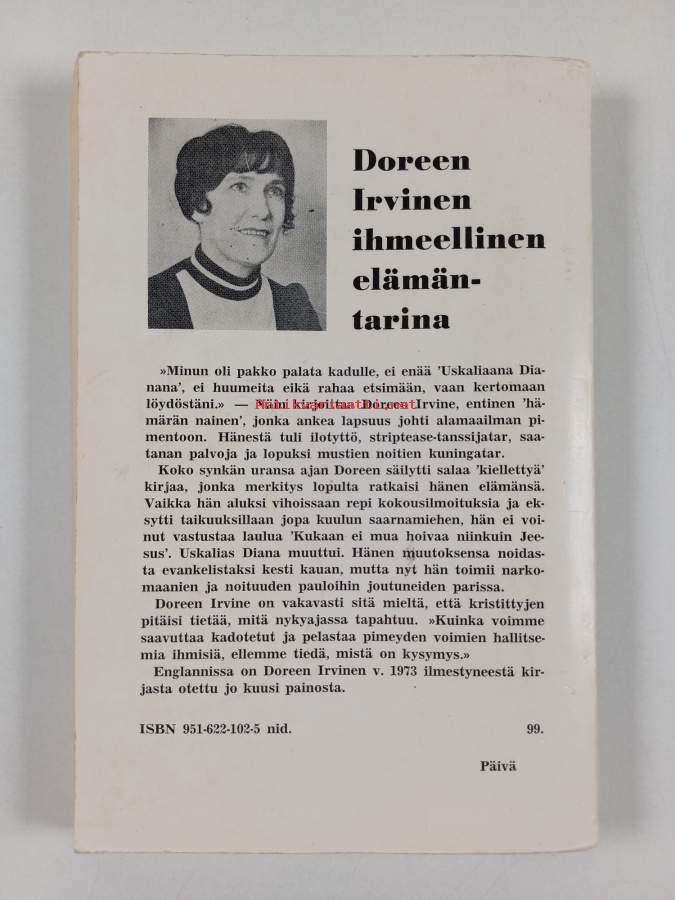 Doreen
Irvinen
ihmeellinen
elämän-
tarina
»Minun oli pakko palata kadulle, ei enää 'Uskaliaana Dia-
nana', ei huumeita eikä rahaa etsimään, vaan kertomaan
löydöstäni.» — Näin kirjoittaa Doreen Irvine, entinen 'hä-
märän nainen', jonka ankea lapsuus johti alamaailman pi-
mentoon. Hänestä tuli ilotyttö, striptease-tanssijatar, saa-
tanan palvoja ja lopuksi mustien noitien kuningatar.
Koko synkän uransa ajan Doreen säilytti salaa 'kiellettyä'
kirjaa, jonka merkitys lopulta ratkaisi hänen elämänsä.
Vaikka hän aluksi vihoissaan repi kokousilmoituksia ja ek-
sytti taikuuksillaan jopa kuulun saarnamiehen, hän ei voi-
nut vastustaa laulua 'Kukaan ei mua hoivaa niinkuin Jee-
sus'. Uskalias Diana muuttui. Hänen muutoksensa noidas-
ta evankelistaksi kesti kauan, mutta nyt hän toimii narko-
maanien ja noituuden pauloihin joutuneiden parissa.
Doreen Irvine on vakavasti sitä mieltä, että kristittyjen
pitäisi tietää, mitä nykyajassa tapahtuu. »Kuinka voimme
saavuttaa kadotetut ja pelastaa pimeyden voimien hallitse-
mia ihmisiä, ellemme tiedä, mistä on kysymys.»
Englannissa on Doreen Irvinen v. 1973 ilmestyneestä kir-
jasta otettu jo kuusi painosta.
ISBN 951-622-102-5 nid. 99.
Päivä